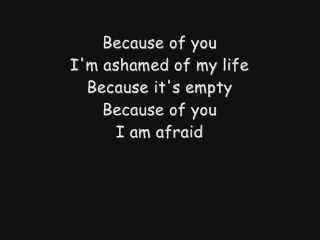 Because of you
I'm ashamed of my life
Because it's empty
Because of you
I am afraid